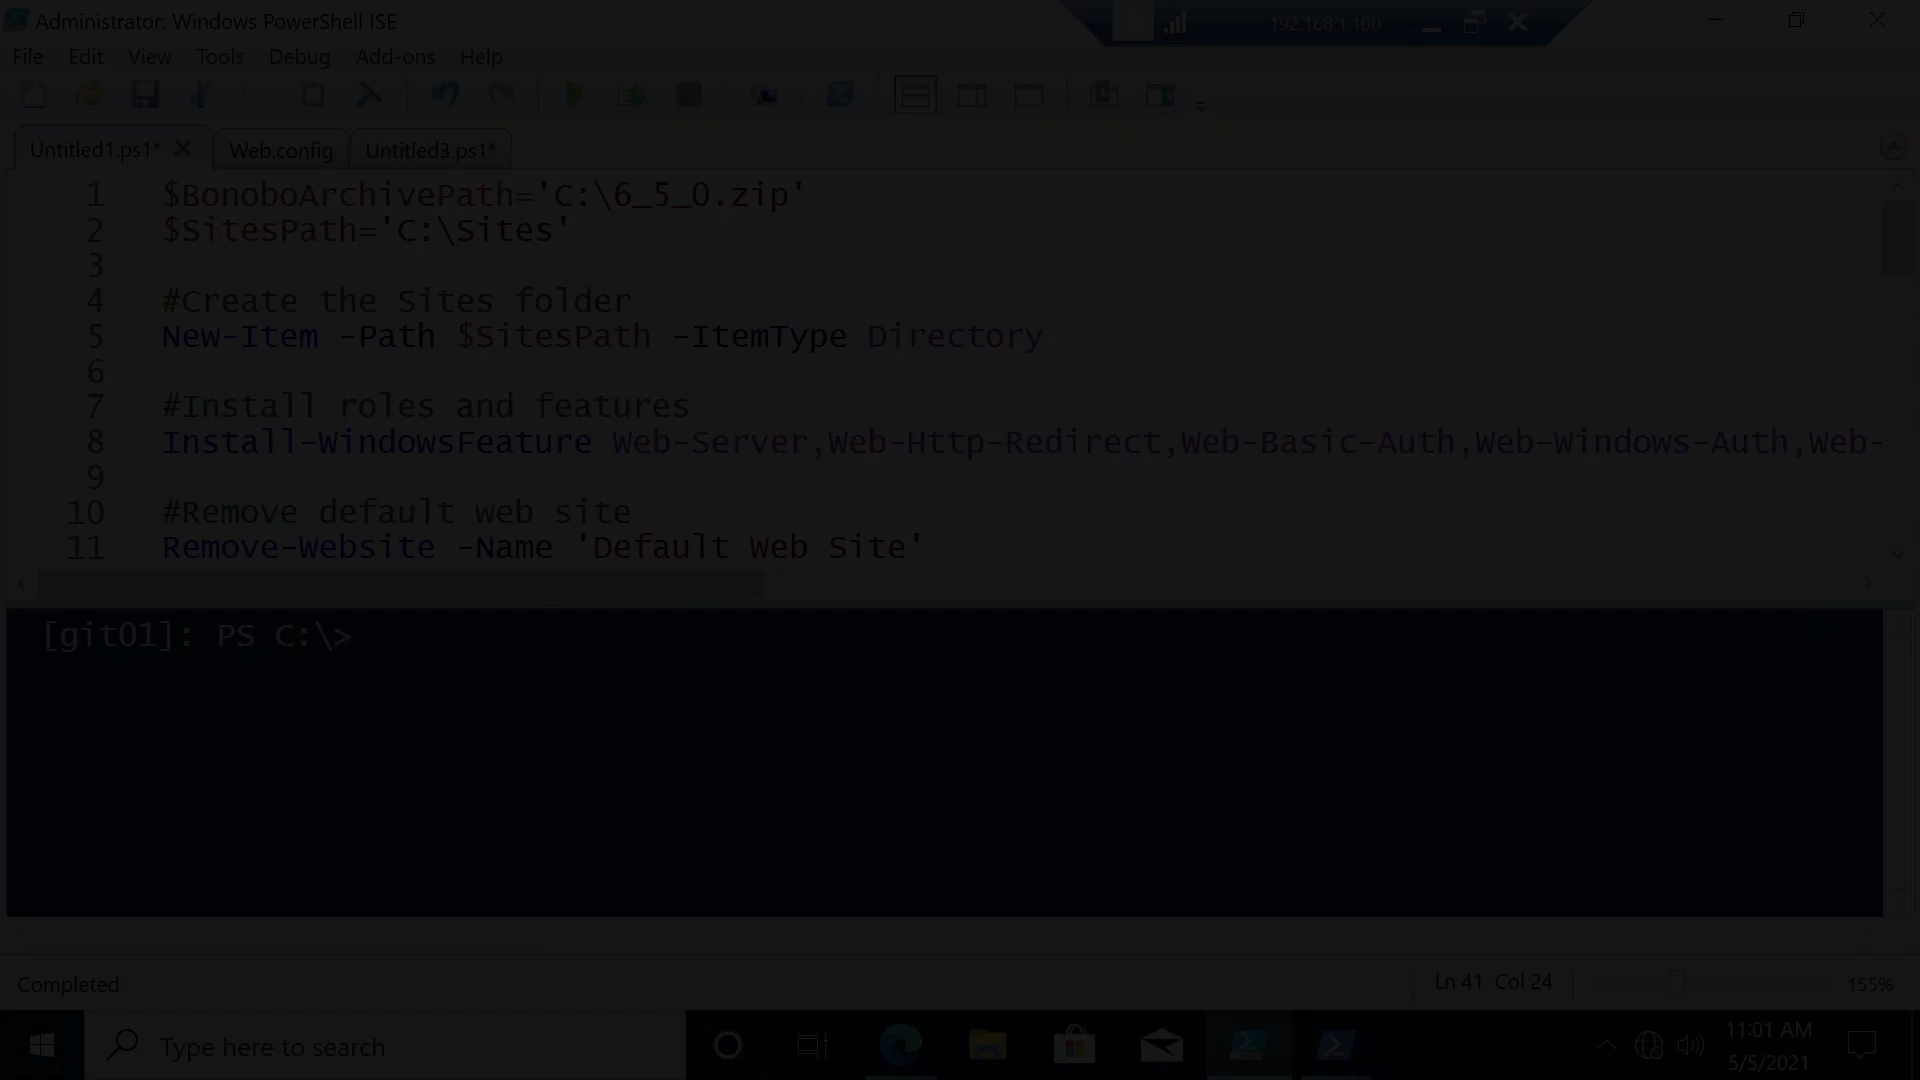 Administrator: Windows PowerShell ISE
192.168.1.100
File Edit View Tools Debug Add-ons Help
Untitled1.ps1* Web.config Untitled3.ps1*
1 $BonoboArchivePath='C:\6_5_0.zip'
2 $SitesPath='C:\Sites'
3
4 #Create the Sites folder
5 New-Item -Path $SitesPath -ItemType Directory
6
7 #Install roles and features
8 Install-WindowsFeature Web-Server,Web-Http-Redirect,Web-Basic-Auth,Web-Windows-Auth,Web-
9
10 #Remove default web site
11 Remove-Website -Name 'Default Web Site'
[git01]: PS C:\>
Completed
Ln 41 Col 24
155%
Type here to search
11:01 AM
5/5/2021